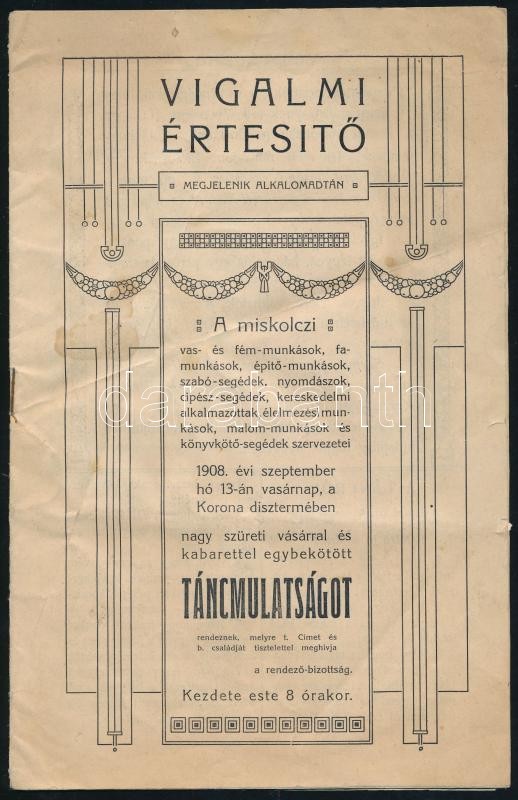 VIGALMI
ÉRTESITŐ
MEGJELENIK ALKALOMADTÁN
A miskolczi
vas- és fém-munkások, fa-
munkások, épitő-munkások,
szabó-segédek, nyomdászok,
cipész-segédek, kereskedelmi
alkalmazottak élelmezési mun-
kások, malom-munkások és
könyvkötő-segédek szervezetei
1908. évi szeptember
hó 13-án vasárnap, a
Korona disztermében
nagy szüreti vásárral és
kabarettel egybekötött
TÁNCMULATSÁGOT
rendeznek, melyre t. Cimet és
b. családját tisztelettel meghivja
a rendező-bizottság.
Kezdete este 8 órakor.
darabanth